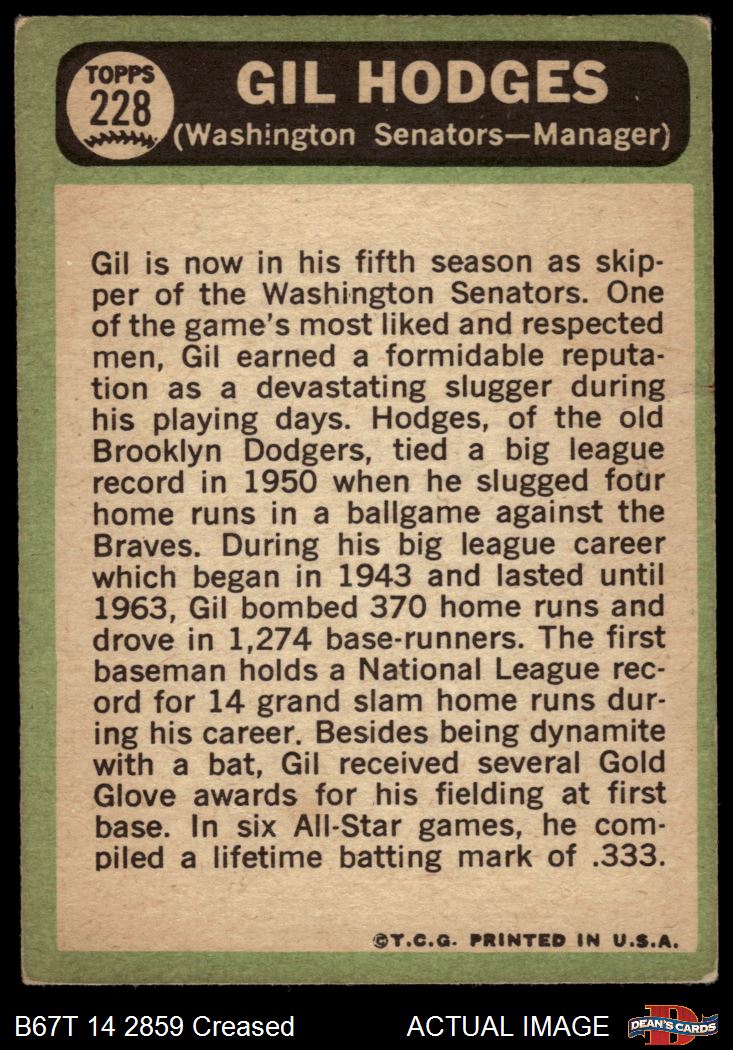 TOPPS
228
GIL HODGES
(Washington Senators—Manager)
Gil is now in his fifth season as skip-
per of the Washington Senators. One
of the game's most liked and respected
men, Gil earned a formidable reputa-
tion as a devastating slugger during
his playing days. Hodges, of the old
Brooklyn Dodgers, tied a big league
record in 1950 when he slugged four
home runs in a ballgame against the
Braves. During his big league career
which began in 1943 and lasted until
1963, Gil bombed 370 home runs and
drove in 1,274 base-runners. The first
baseman holds a National League rec-
ord for 14 grand slam home runs dur-
ing his career. Besides being dynamite
with a bat, Gil received several Gold
Glove awards for his fielding at first
base. In six All-Star games, he com-
piled a lifetime batting mark of .333.
©T.C.G. PRINTED IN U.S.A.
B67T 14 2859 Creased
ACTUAL IMAGE
D
DEAN'S CARDS